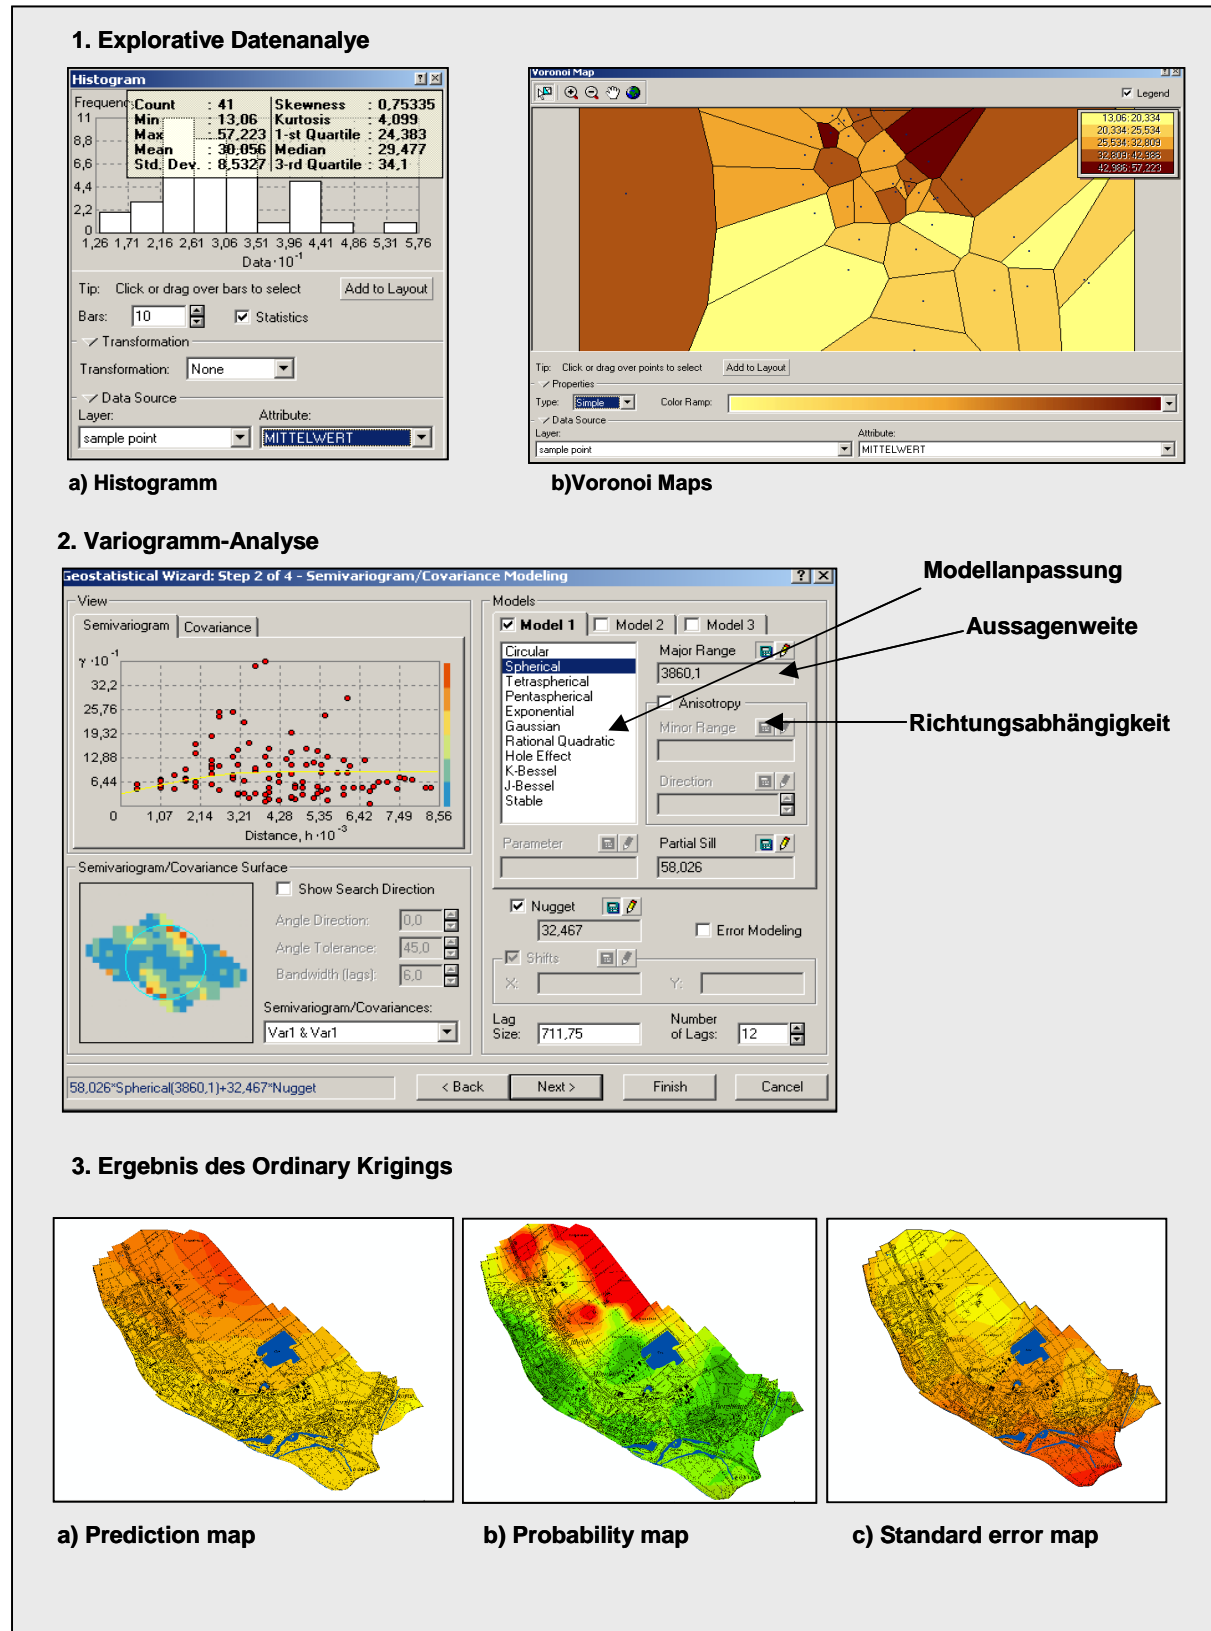 1. Explorative Datenanalye
Histogram
Frequency
Count : 41 Skewness : 0,75335
Min : 13,06 Kurtosis : 4,099
Max : 57,223 1-st Quartile : 24,383
Mean : 30,056 Median : 29,477
Std. Dev. : 8,5327 3-rd Quartile : 34,1
11
8,8
6,6
4,4
2,2
0
1,26 1,71 2,16 2,61 3,06 3,51 3,96 4,41 4,86 5,31 5,76
Data·10⁻¹
Tip: Click or drag over bars to select Add to Layout
Bars: 10 Statistics
Transformation
Transformation: None
Data Source
Layer: Attribute:
sample point MITTELWERT
a) Histogramm
Voronoi Map
Legend
13,06:20,334
20,334:25,534
25,534:32,809
32,809:42,986
42,986:57,223
Tip: Click or drag over points to select Add to Layout
Properties
Type: Simple Color Ramp:
Data Source
Layer: Attribute:
sample point MITTELWERT
b)Voronoi Maps
2. Variogramm-Analyse
Geostatistical Wizard: Step 2 of 4 - Semivariogram/Covariance Modeling
View
Semivariogram Covariance
γ·10⁻¹
32,2
25,76
19,32
12,88
6,44
0 1,07 2,14 3,21 4,28 5,35 6,42 7,49 8,56
Distance, h·10⁻³
Semivariogram/Covariance Surface
Show Search Direction
Angle Direction: 0,0
Angle Tolerance: 45,0
Bandwidth (lags): 6,0
Semivariogram/Covariances:
Var1 & Var1
Models
Model 1 Model 2 Model 3
Circular
Spherical
Tetraspherical
Pentaspherical
Exponential
Gaussian
Rational Quadratic
Hole Effect
K-Bessel
J-Bessel
Stable
Major Range
3860,1
Anisotropy
Minor Range
Direction
Parameter
Partial Sill
58,026
Nugget
32,467
Error Modeling
Shifts
X: Y:
Lag Size: 711,75
Number of Lags: 12
58,026*Spherical(3860,1)+32,467*Nugget
< Back Next > Finish Cancel
Modellanpassung
Aussagenweite
Richtungsabhängigkeit
3. Ergebnis des Ordinary Krigings
a) Prediction map
b) Probability map
c) Standard error map